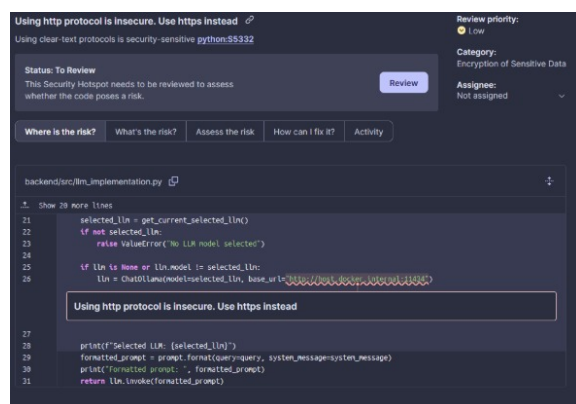 Using http protocol is insecure. Use https instead
Using clear-text protocols is security-sensitive python:S5332
Review priority:
Low
Category:
Encryption of Sensitive Data
Assignee:
Not assigned
Status: To Review
This Security Hotspot needs to be reviewed to assess
whether the code poses a risk.
Review
Where is the risk? What's the risk? Assess the risk How can I fix it? Activity
backend/src/llm_implementation.py
Show 20 more lines
21 selected_llm = get_current_selected_llm()
22 if not selected_llm:
23 raise ValueError("No LLM model selected")
24
25 if llm is None or llm.model != selected_llm:
26 llm = ChatOllama(model=selected_llm, base_url="http://host.docker.internal:11434")
Using http protocol is insecure. Use https instead
27
28 print(f"Selected LLM: {selected_llm}")
29 formatted_prompt = prompt.format(query=query, system_message=system_message)
30 print("Formatted prompt: ", formatted_prompt)
31 return llm.invoke(formatted_prompt)